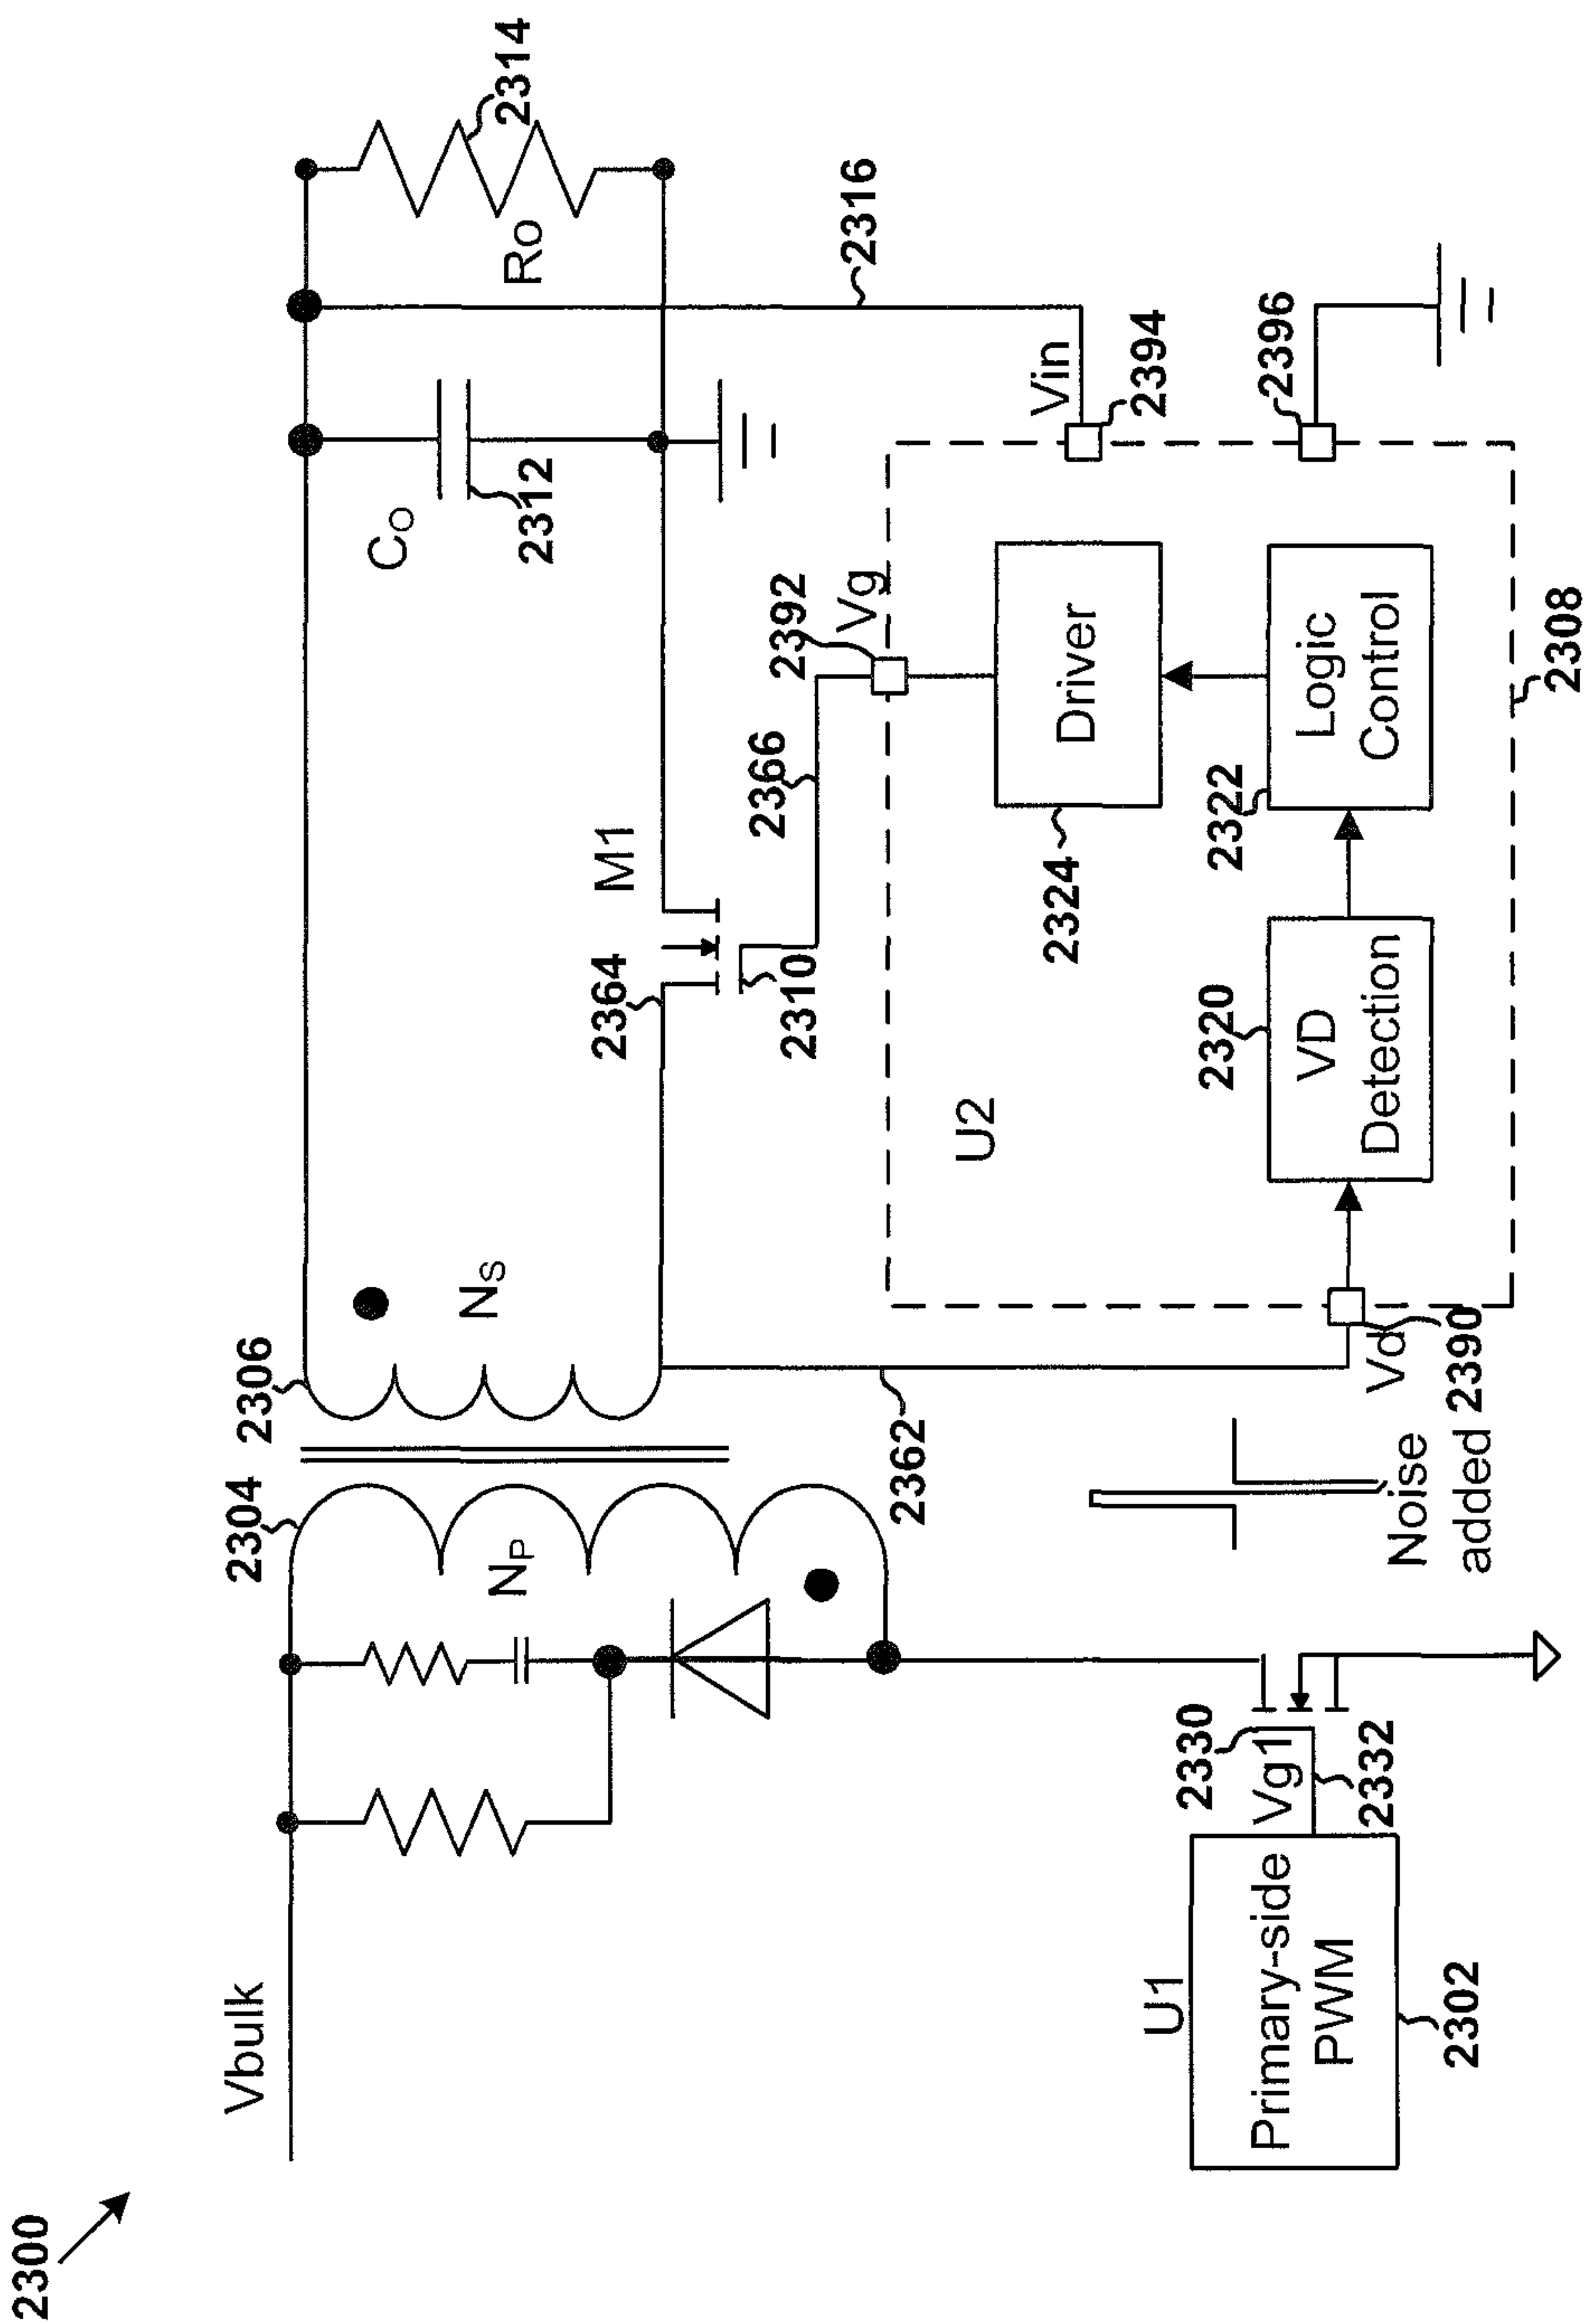 2300
Vbulk
2304
2306
NP
NS
2364
M1
2310
2366
CO
2312
Ro
2314
2316
2392
Vg
Vin
2394
2396
U1
Primary-side
PWM
2302
2330
Vg1
2332
Noise
added
2362
Vd
2390
U2
2320
VD
Detection
2322
Logic
Control
2324
Driver
2308